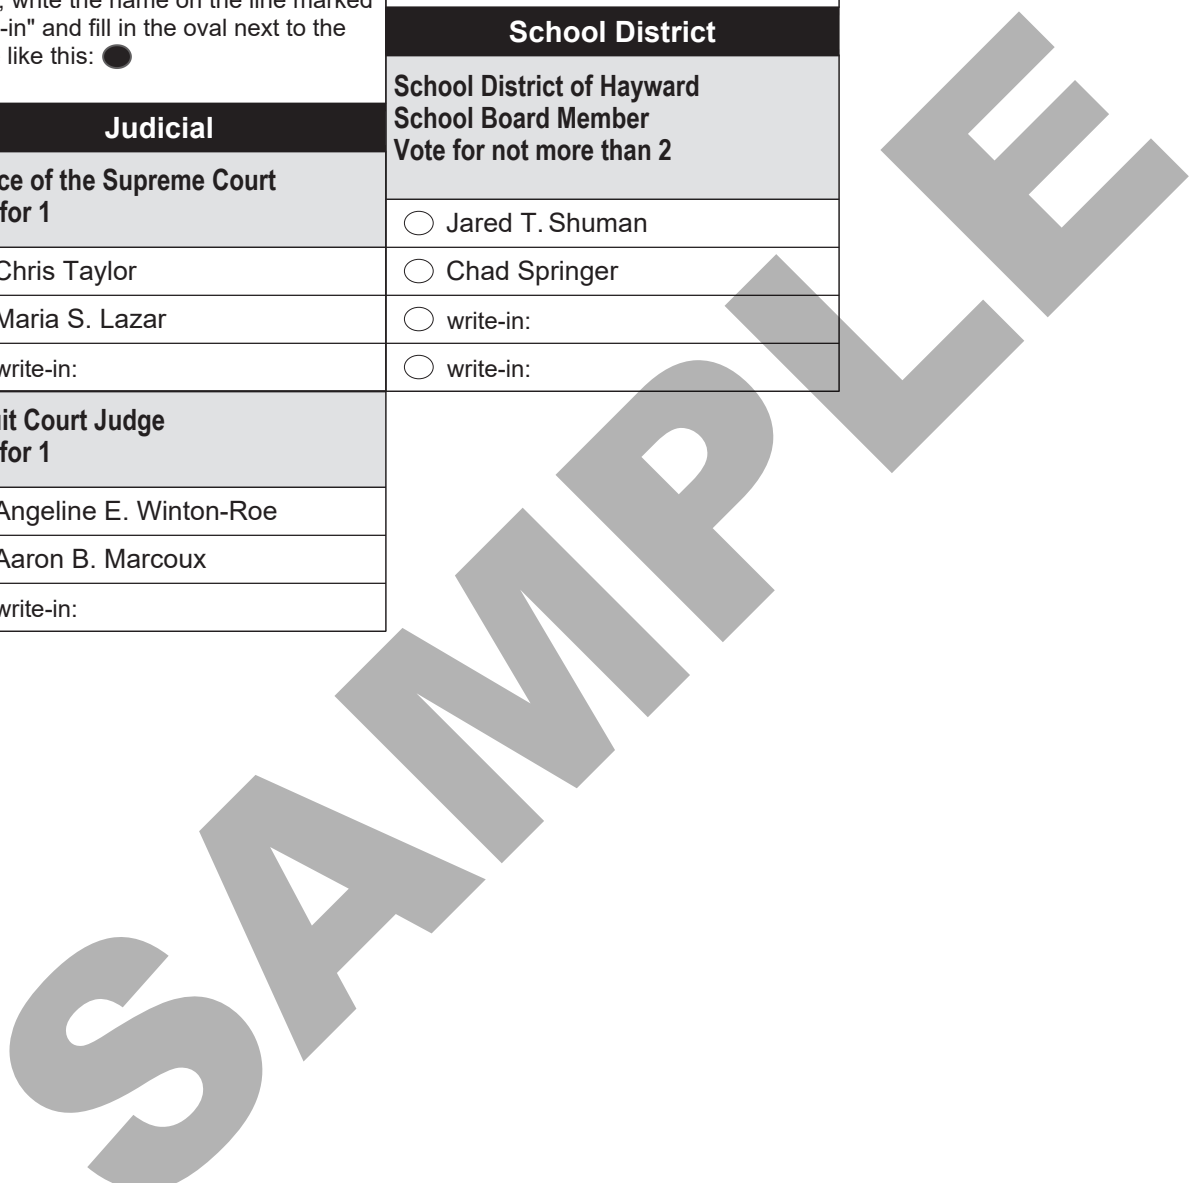 , write the name on the line marked
-in" and fill in the oval next to the
like this:
Judicial
ce of the Supreme Court
for 1
Chris Taylor
Maria S. Lazar
write-in:
it Court Judge
for 1
Angeline E. Winton-Roe
Aaron B. Marcoux
write-in:
School District
School District of Hayward
School Board Member
Vote for not more than 2
Jared T. Shuman
Chad Springer
write-in:
write-in:
SAMPLE